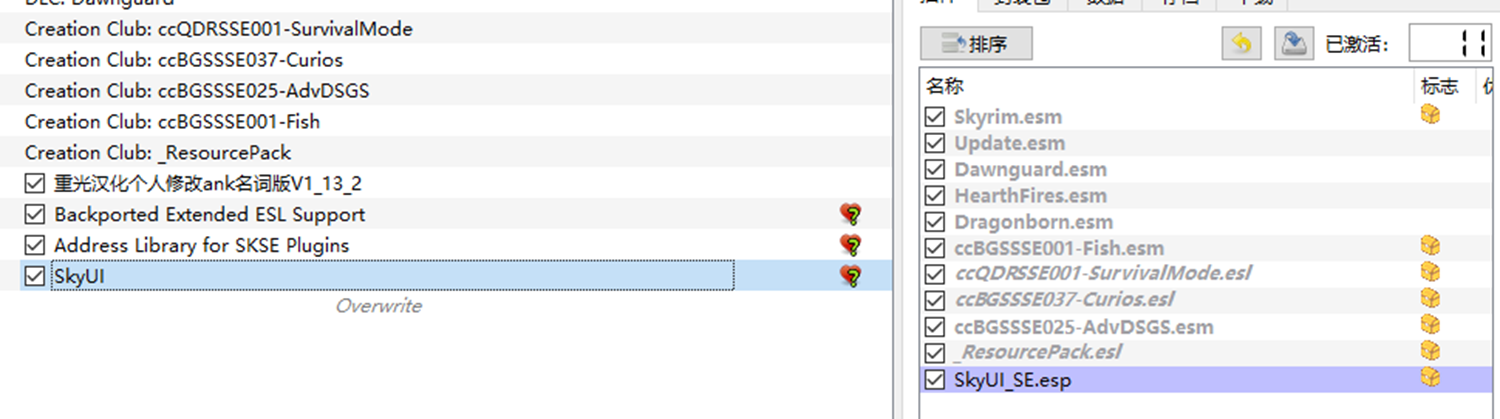 DLC: Dawnguard
Creation Club: ccQDRSSE001-SurvivalMode
Creation Club: ccBGSSSE037-Curios
Creation Club: ccBGSSSE025-AdvDSGS
Creation Club: ccBGSSSE001-Fish
Creation Club: _ResourcePack
重光汉化个人修改ank名词版V1_13_2
Backported Extended ESL Support
Address Library for SKSE Plugins
SkyUI
Overwrite
排序
已激活:
11
名称
标志
Skyrim.esm
Update.esm
Dawnguard.esm
HearthFires.esm
Dragonborn.esm
ccBGSSSE001-Fish.esm
ccQDRSSE001-SurvivalMode.esl
ccBGSSSE037-Curios.esl
ccBGSSSE025-AdvDSGS.esm
_ResourcePack.esl
SkyUI_SE.esp